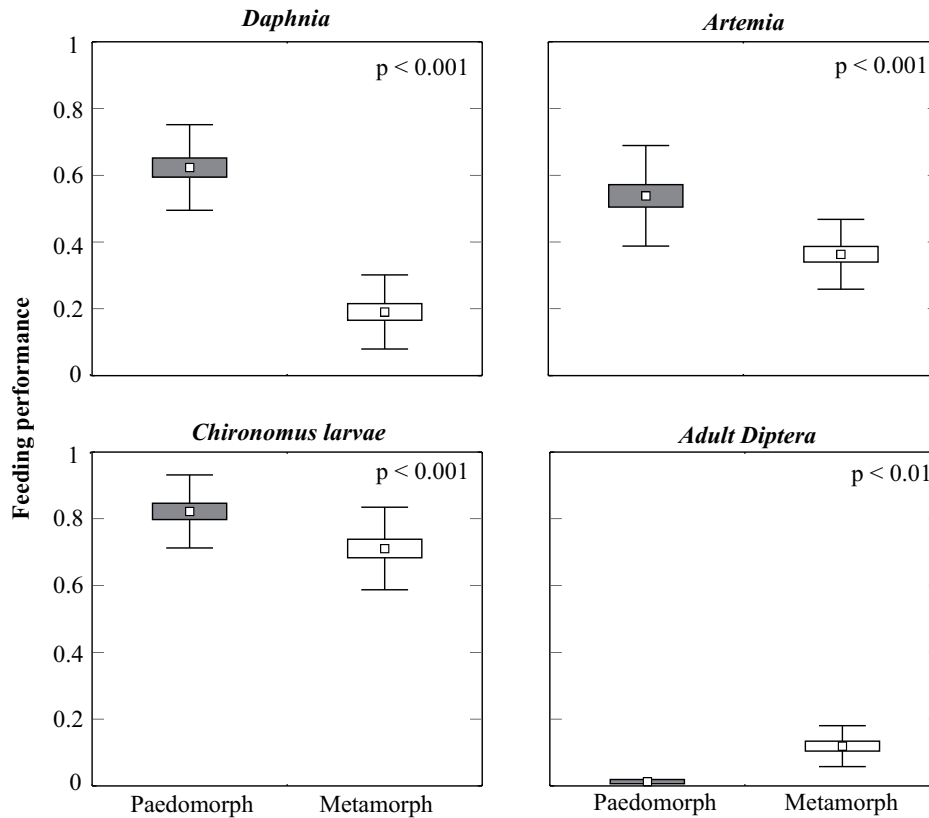 Daphnia
Artemia
p < 0.001
p < 0.001
1
0.8
0.6
0.4
0.2
0
Feeding performance
Chironomus larvae
Adult Diptera
p < 0.001
p < 0.01
1
0.8
0.6
0.4
0.2
0
Paedomorph Metamorph
Paedomorph Metamorph